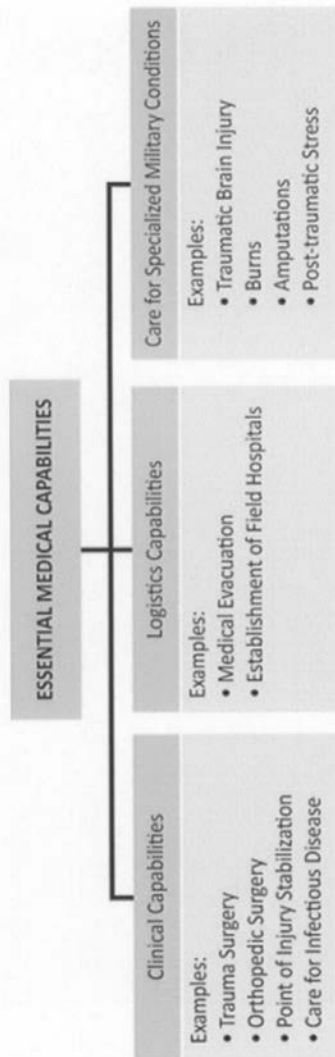 ESSENTIAL MEDICAL CAPABILITIES
Clinical Capabilities
Examples:
• Trauma Surgery
• Orthopedic Surgery
• Point of Injury Stabilization
• Care for Infectious Disease
Logistics Capabilities
Examples:
• Medical Evacuation
• Establishment of Field Hospitals
Care for Specialized Military Conditions
Examples:
• Traumatic Brain Injury
• Burns
• Amputations
• Post-traumatic Stress